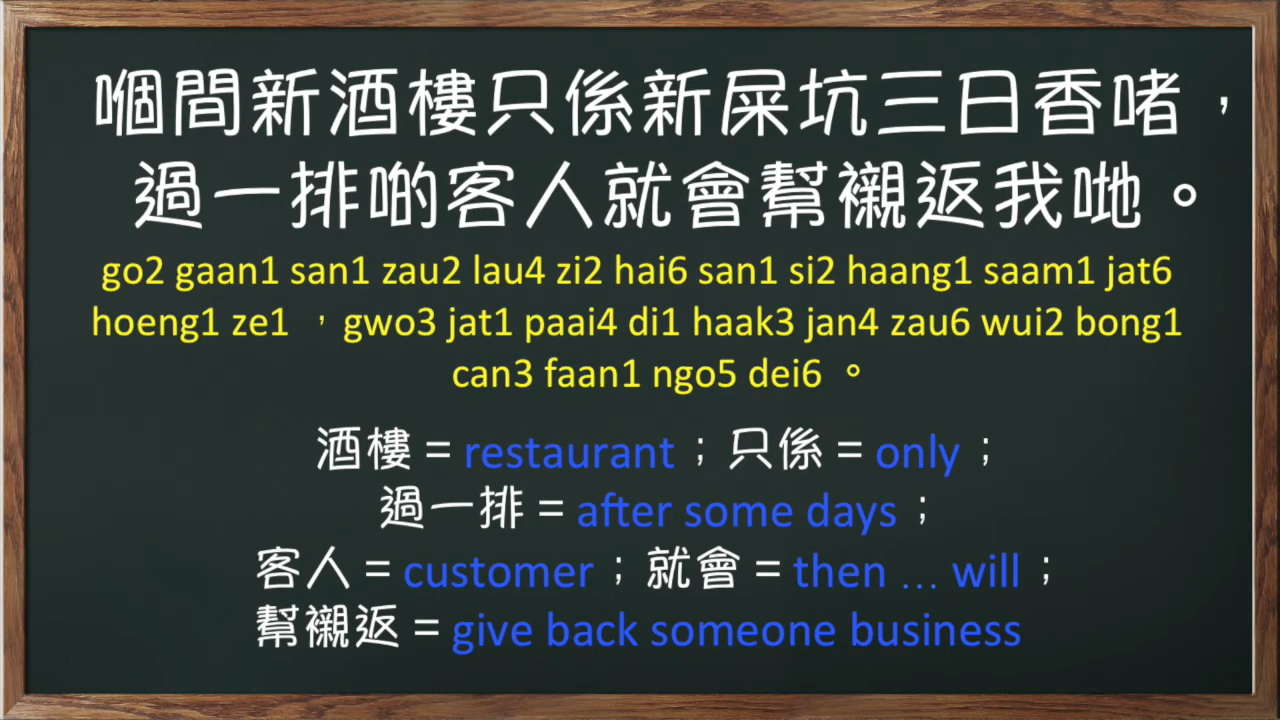 嗰間新酒樓只係新屎坑三日香啫，
過一排啲客人就會幫襯返我哋。
go2 gaan1 san1 zau2 lau4 zi2 hai6 san1 si2 haang1 saam1 jat6
hoeng1 ze1 ，gwo3 jat1 paai4 di1 haak3 jan4 zau6 wui2 bong1
can3 faan1 ngo5 dei6 。
酒樓 = restaurant；只係 = only；
過一排 = after some days；
客人 = customer；就會 = then … will；
幫襯返 = give back someone business